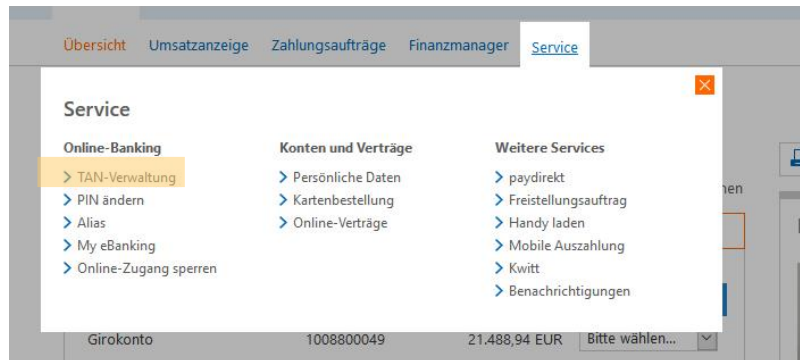 Übersicht Umsatzanzeige Zahlungsaufträge Finanzmanager Service
Service
Online-Banking
TAN-Verwaltung
PIN ändern
Alias
My eBanking
Online-Zugang sperren
Konten und Verträge
Persönliche Daten
Kartenbestellung
Online-Verträge
Weitere Services
paydirekt
Freistellungsauftrag
Handy laden
Mobile Auszahlung
Kwitt
Benachrichtigungen
Girokonto 1008800049 21.488,94 EUR Bitte wählen...